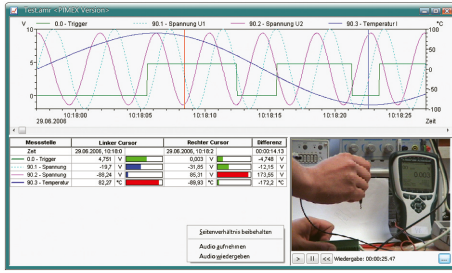 TestLamr <PIMEX Version>
V 0.0 - Trigger 90.1 - Spannung U1 90.2 - Spannung U2 90.3 - Temperatur I °C
10 100
5 50
0 0
-50
-100
10:18:00 10:18:05 10:18:10 10:18:15 10:18:20 10:18:25
29.06.2006 Zeit
Messstelle Linker Cursor Rechter Cursor Differenz
Zeit 29.06.2006, 10:18:0 29.06.2006, 10:18:2 00:00:14.13
0.0 - Trigger 4,751 V 0,003 V -4,748 V
90.1 - Spannung -19,7 V -31,85 V -12,15 V
90.2 - Spannung -88,24 V 85,31 V 173,55 V
90.3 - Temperatur 82,27 °C -89,93 °C -172,2 °C
Seitenverhältnis beibehalten
Audio aufnehmen
Audio wiedergeben
> II << Wiedergabe: 00:00:25.47 ...